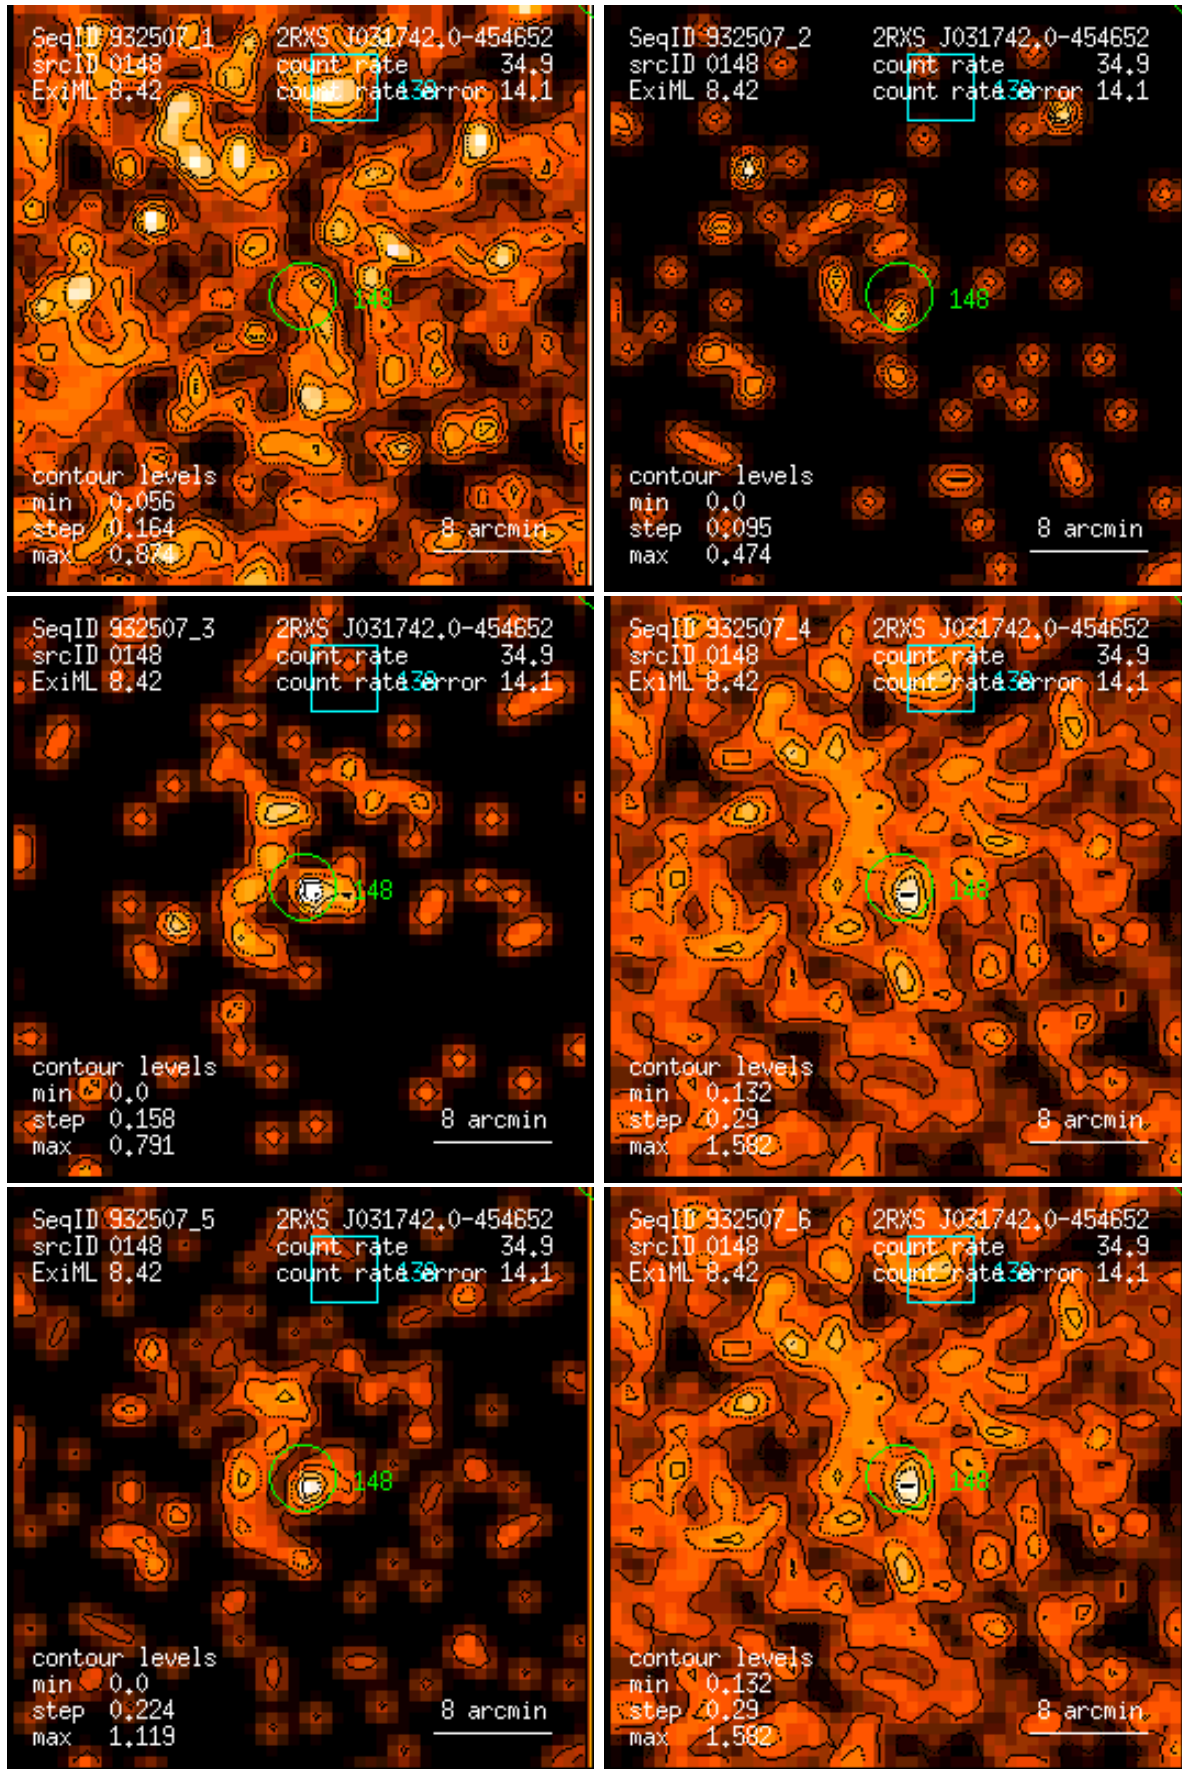 SeqID 932507_1 2RXS J031742.0-454652
srcID 0148 count rate 34.9
ExiML 8.42 count rate error 14.1
148
contour levels
min 0.056
step 0.164
max 0.874
8 arcmin
SeqID 932507_2 2RXS J031742.0-454652
srcID 0148 count rate 34.9
ExiML 8.42 count rate error 14.1
148
contour levels
min 0.0
step 0.095
max 0.474
8 arcmin
SeqID 932507_3 2RXS J031742.0-454652
srcID 0148 count rate 34.9
ExiML 8.42 count rate error 14.1
148
contour levels
min 0.0
step 0.158
max 0.791
8 arcmin
SeqID 932507_4 2RXS J031742.0-454652
srcID 0148 count rate 34.9
ExiML 8.42 count rate error 14.1
148
contour levels
min 0.132
step 0.29
max 1.582
8 arcmin
SeqID 932507_5 2RXS J031742.0-454652
srcID 0148 count rate 34.9
ExiML 8.42 count rate error 14.1
148
contour levels
min 0.0
step 0.224
max 1.119
8 arcmin
SeqID 932507_6 2RXS J031742.0-454652
srcID 0148 count rate 34.9
ExiML 8.42 count rate error 14.1
148
contour levels
min 0.132
step 0.29
max 1.582
8 arcmin